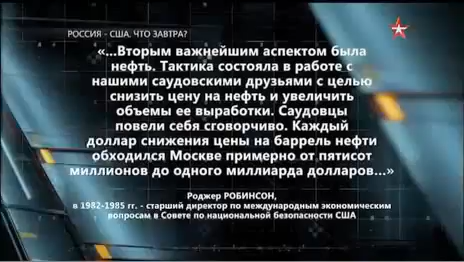 РОССИЯ - США. ЧТО ЗАВТРА?
«...Вторым важнейшим аспектом была
нефть. Тактика состояла в работе с
нашими саудовскими друзьями с целью
снизить цену на нефть и увеличить
объемы ее выработки. Саудовцы
повели себя сговорчиво. Каждый
доллар снижения цены на баррель нефти
обходился Москве примерно от пятисот
миллионов до одного миллиарда долларов...»
Роджер РОБИНСОН,
в 1982-1985 гг. - старший директор по международным экономическим
вопросам в Совете по национальной безопасности США